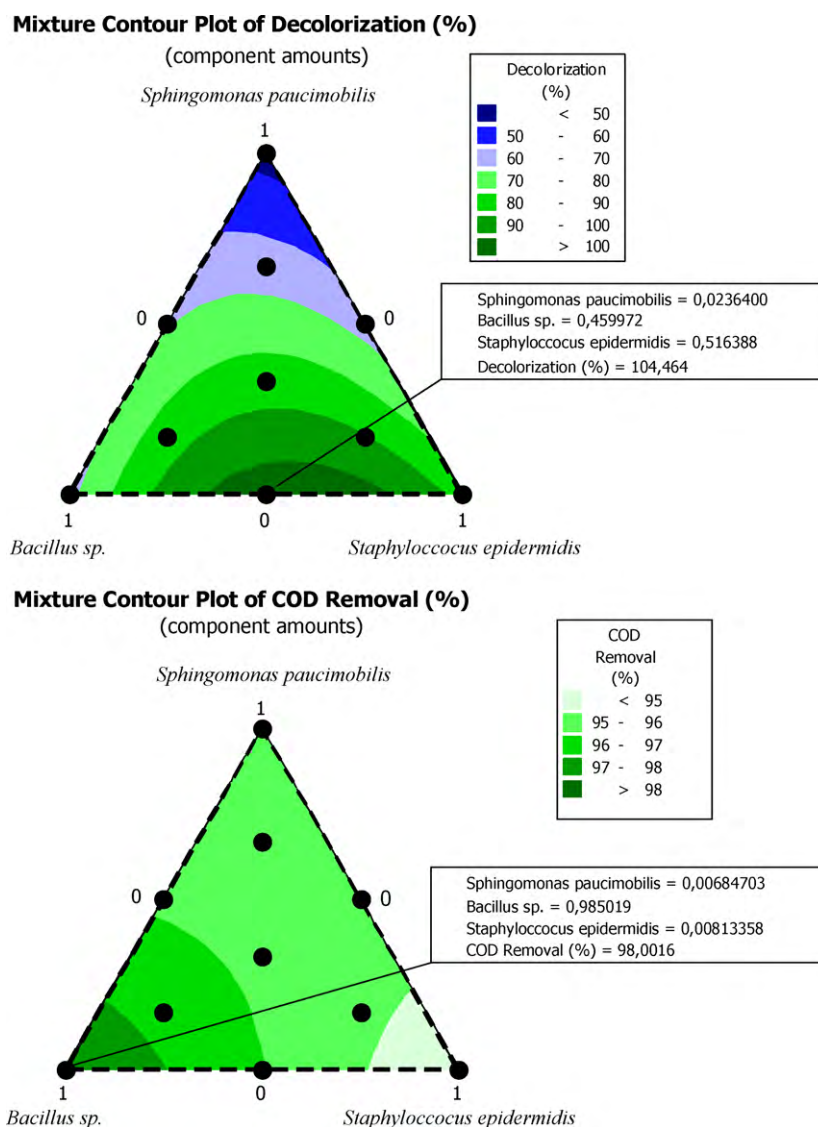 Mixture Contour Plot of Decolorization (%)
(component amounts)
Sphingomonas paucimobilis
1
Decolorization
(%)
< 50
50 - 60
60 - 70
70 - 80
80 - 90
90 - 100
> 100
0
0
Sphingomonas paucimobilis = 0,0236400
Bacillus sp. = 0,459972
Staphyloccocus epidermidis = 0,516388
Decolorization (%) = 104,464
1
0
1
Bacillus sp.
Staphyloccocus epidermidis
Mixture Contour Plot of COD Removal (%)
(component amounts)
Sphingomonas paucimobilis
1
COD
Removal
(%)
< 95
95 - 96
96 - 97
97 - 98
> 98
0
0
Sphingomonas paucimobilis = 0,00684703
Bacillus sp. = 0,985019
Staphyloccocus epidermidis = 0,00813358
COD Removal (%) = 98,0016
1
0
1
Bacillus sp.
Staphyloccocus epidermidis